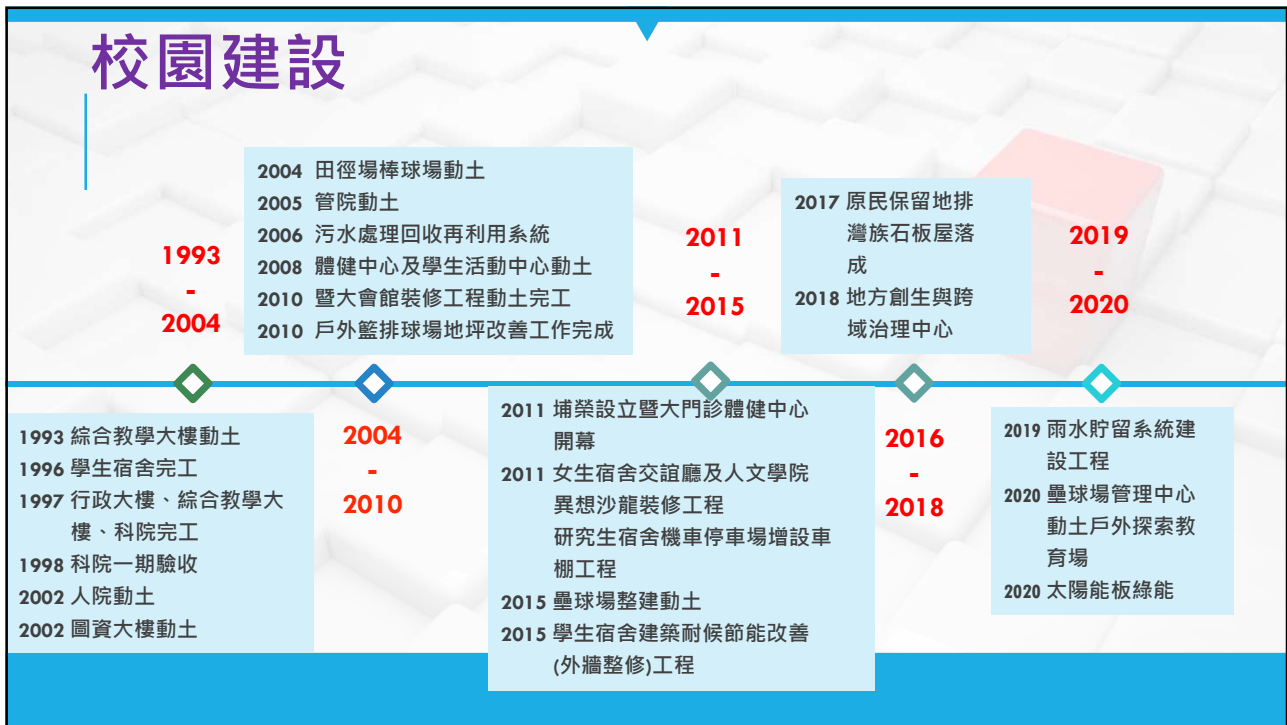 校園建設
1993
-
2004
1993 綜合教學大樓動土
1996 學生宿舍完工
1997 行政大樓、綜合教學大
樓、科院完工
1998 科院一期驗收
2002 人院動土
2002 圖資大樓動土
2004 田徑場棒球場動土
2005 管院動土
2006 污水處理回收再利用系統
2008 體健中心及學生活動中心動土
2010 暨大會館裝修工程動土完工
2010 戶外籃排球場地坪改善工作完成
2004
-
2010
2011
-
2015
2011 埔榮設立暨大門診體健中心
開幕
2011 女生宿舍交誼廳及人文學院
異想沙龍裝修工程
研究生宿舍機車停車場增設車
棚工程
2015 壘球場整建動土
2015 學生宿舍建築耐候節能改善
(外牆整修)工程
2017 原民保留地排
灣族石板屋落
成
2018 地方創生與跨
域治理中心
2016
-
2018
2019
-
2020
2019 雨水貯留系統建
設工程
2020 壘球場管理中心
動土戶外探索教
育場
2020 太陽能板綠能